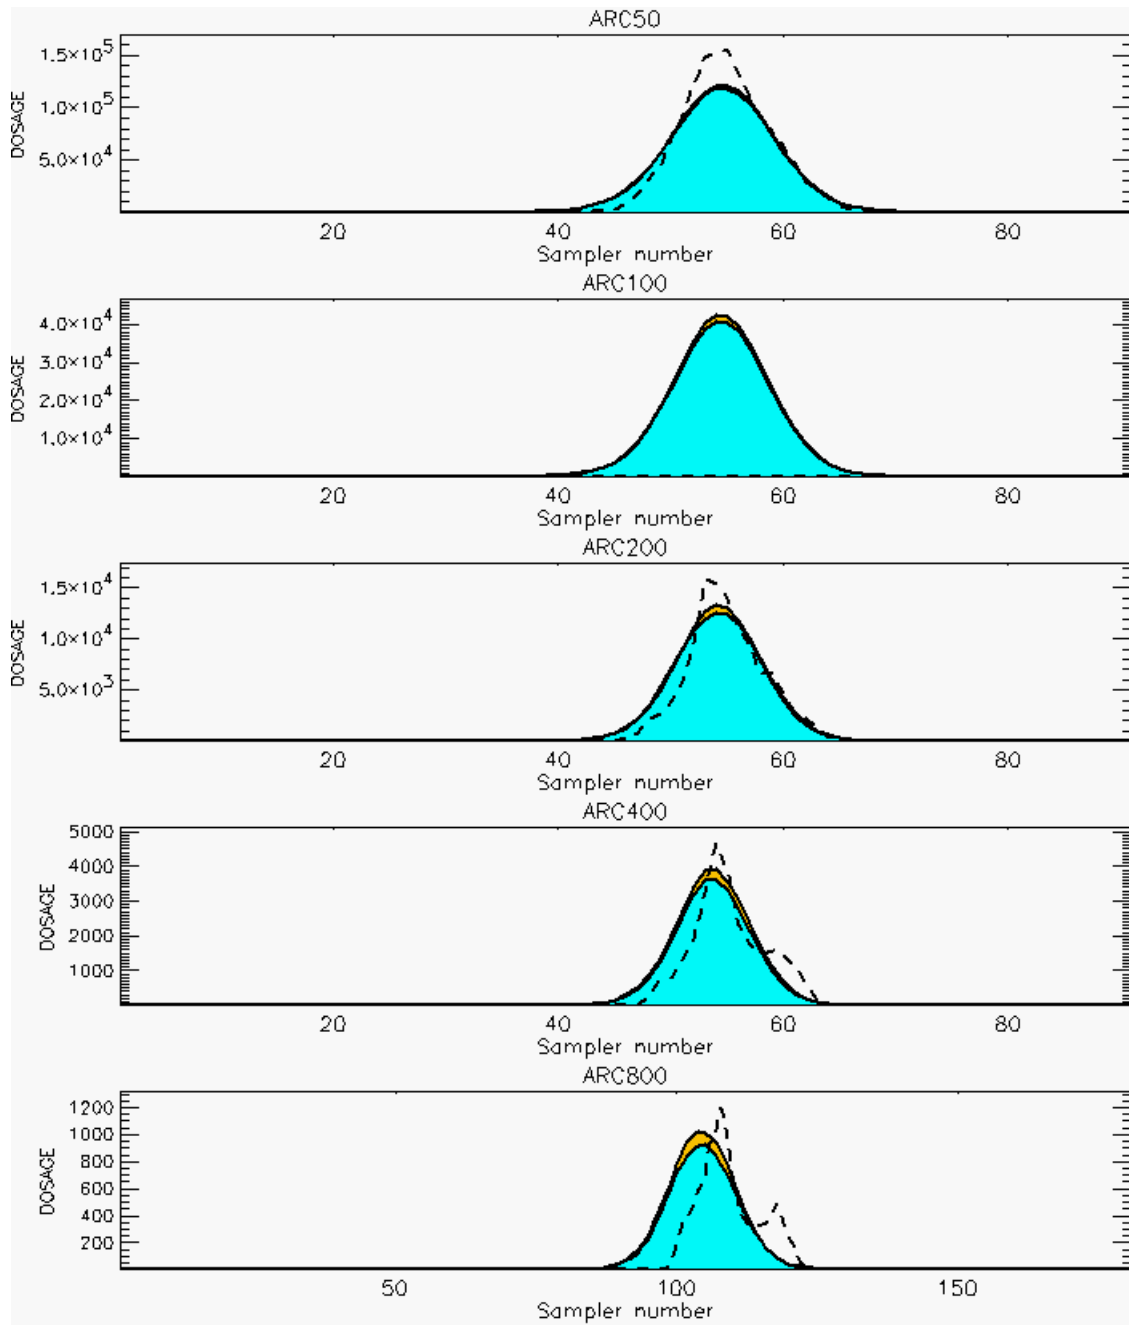 ARC50
1.5×10⁵
1.0×10⁵
5.0×10⁴
DOSAGE
20 40 60 80
Sampler number
ARC100
4.0×10⁴
3.0×10⁴
2.0×10⁴
1.0×10⁴
DOSAGE
20 40 60 80
Sampler number
ARC200
1.5×10⁴
1.0×10⁴
5.0×10³
DOSAGE
20 40 60 80
Sampler number
ARC400
5000
4000
3000
2000
1000
DOSAGE
20 40 60 80
Sampler number
ARC800
1200
1000
800
600
400
200
DOSAGE
50 100 150
Sampler number